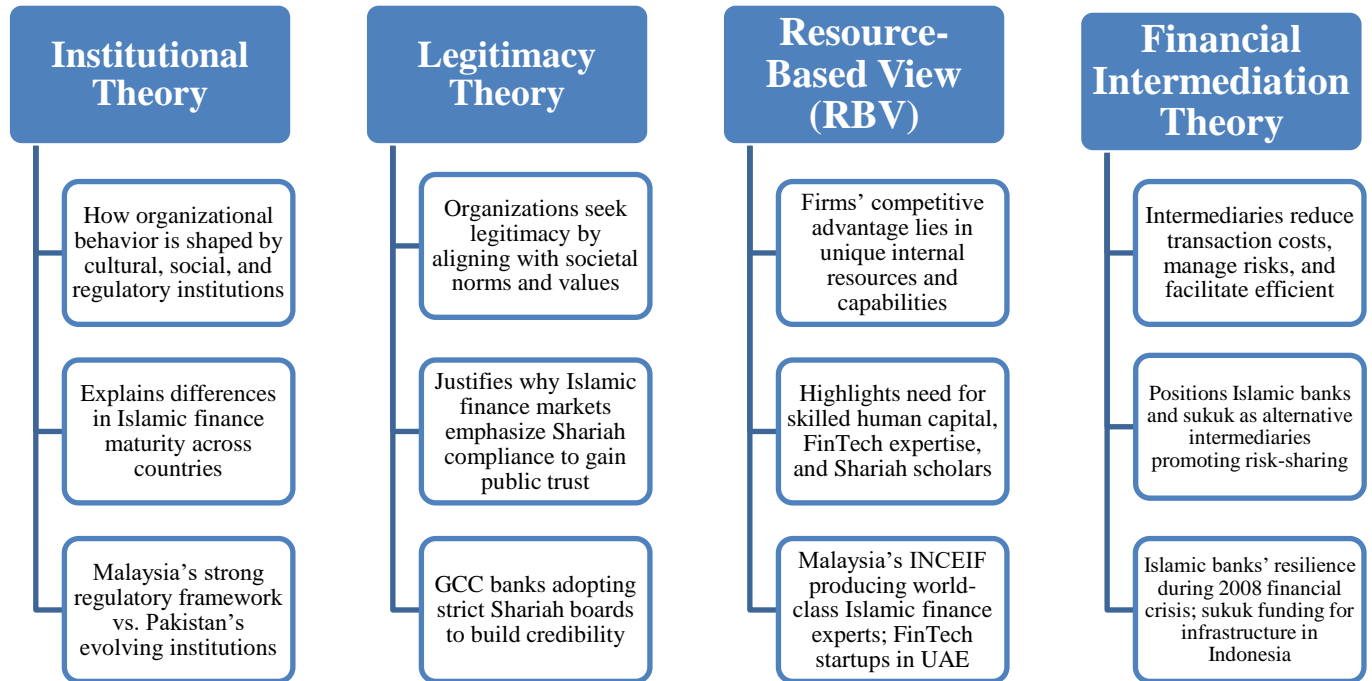 Institutional
Theory
How organizational
behavior is shaped by
cultural, social, and
regulatory institutions
Explains differences
in Islamic finance
maturity across
countries
Malaysia’s strong
regulatory framework
vs. Pakistan’s
evolving institutions
Legitimacy
Theory
Organizations seek
legitimacy by
aligning with societal
norms and values
Justifies why Islamic
finance markets
emphasize Shariah
compliance to gain
public trust
GCC banks adopting
strict Shariah boards
to build credibility
Resource-
Based View
(RBV)
Firms’ competitive
advantage lies in
unique internal
resources and
capabilities
Highlights need for
skilled human capital,
FinTech expertise,
and Shariah scholars
Malaysia’s INCEIF
producing world-
class Islamic finance
experts; FinTech
startups in UAE
Financial
Intermediation
Theory
Intermediaries reduce
transaction costs,
manage risks, and
facilitate efficient
Positions Islamic banks
and sukuk as alternative
intermediaries
promoting risk-sharing
Islamic banks’ resilience
during 2008 financial
crisis; sukuk funding for
infrastructure in
Indonesia